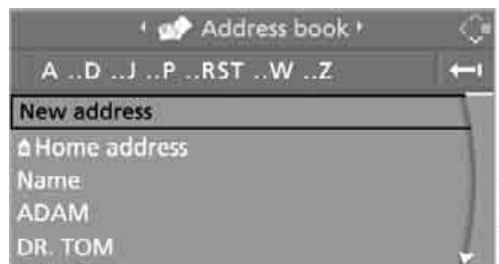 Address book
A ..D ..J ..P ..RST ..W ..Z
New address
Home address
Name
ADAM
DR. TOM